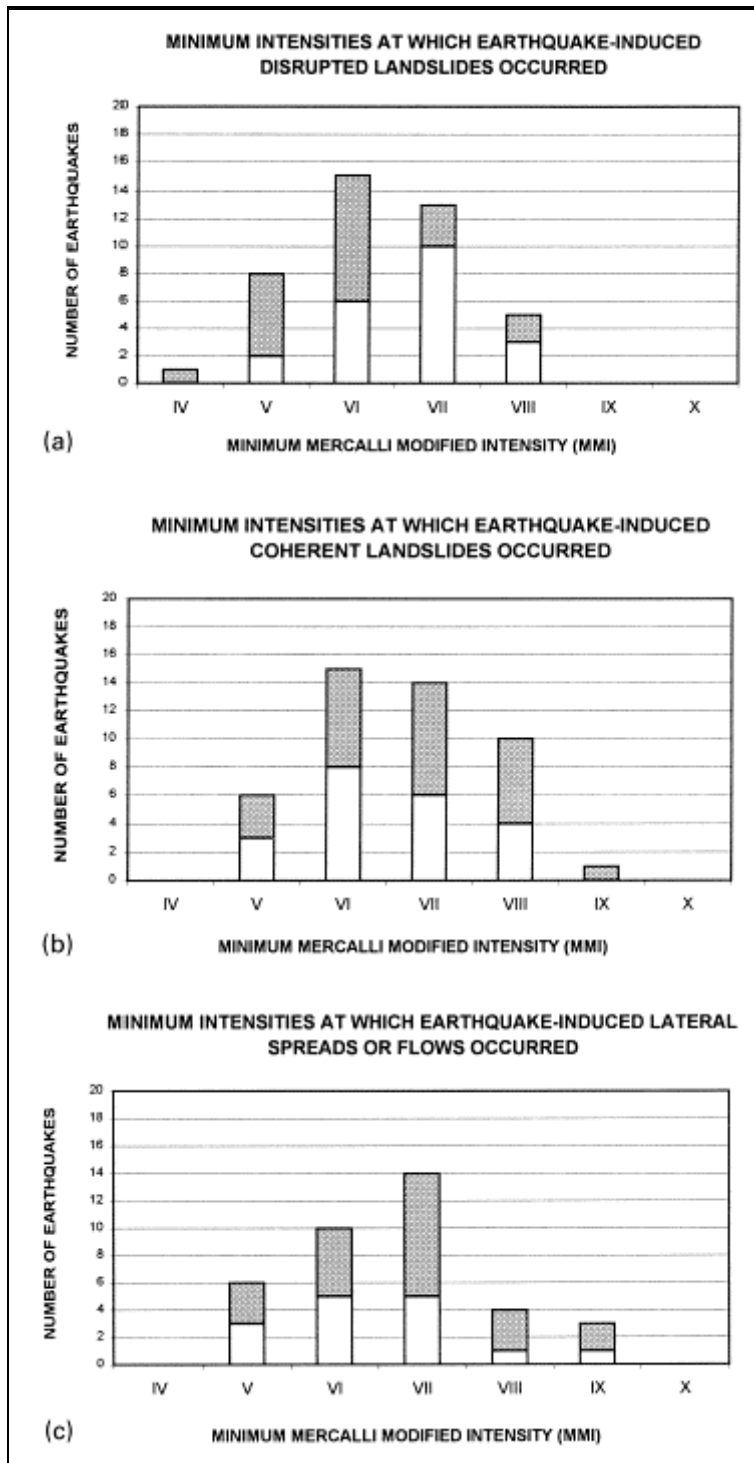 MINIMUM INTENSITIES AT WHICH EARTHQUAKE-INDUCED
DISRUPTED LANDSLIDES OCCURRED
NUMBER OF EARTHQUAKES
20
18
16
14
12
10
8
6
4
2
0
IV V VI VII VIII IX X
(a)
MINIMUM MERCALLI MODIFIED INTENSITY (MMI)
MINIMUM INTENSITIES AT WHICH EARTHQUAKE-INDUCED
COHERENT LANDSLIDES OCCURRED
NUMBER OF EARTHQUAKES
20
18
16
14
12
10
8
6
4
2
0
IV V VI VII VIII IX X
(b)
MINIMUM MERCALLI MODIFIED INTENSITY (MMI)
MINIMUM INTENSITIES AT WHICH EARTHQUAKE-INDUCED LATERAL
SPREADS OR FLOWS OCCURRED
NUMBER OF EARTHQUAKES
20
18
16
14
12
10
8
6
4
2
0
IV V VI VII VIII IX X
(c)
MINIMUM MERCALLI MODIFIED INTENSITY (MMI)